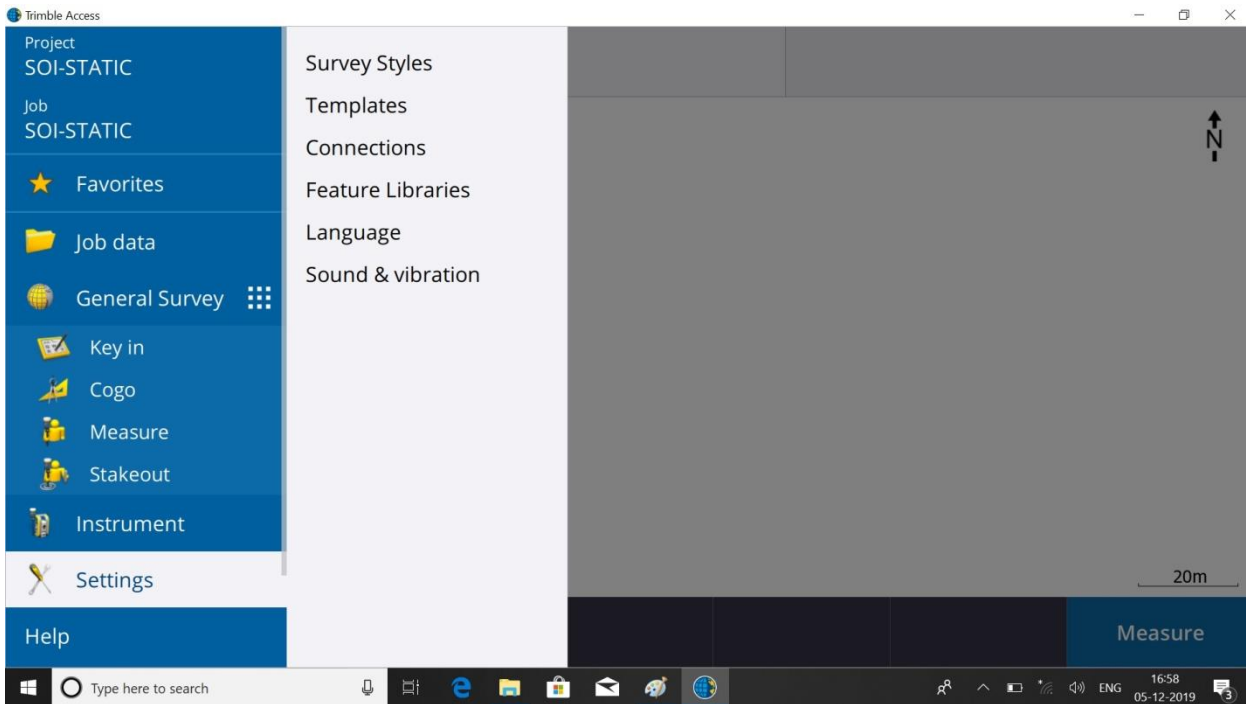 Trimble Access
Project
SOI-STATIC
Job
SOI-STATIC
Favorites
Job data
General Survey
Key in
Cogo
Measure
Stakeout
Instrument
Settings
Help
Survey Styles
Templates
Connections
Feature Libraries
Language
Sound & vibration
N
20m
Measure
Type here to search
ENG
16:58
05-12-2019
3